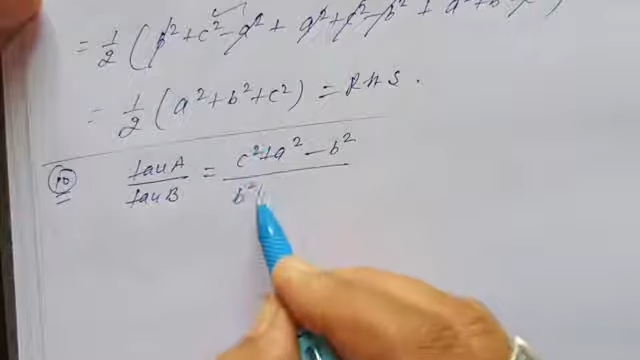 = 1/2 (b² + c² - a² + a² + c² - b² + a² + b²
= 1/2 (a² + b² + c²) = RHS.
10 tanA/tanB = c² + a² - b² / b²